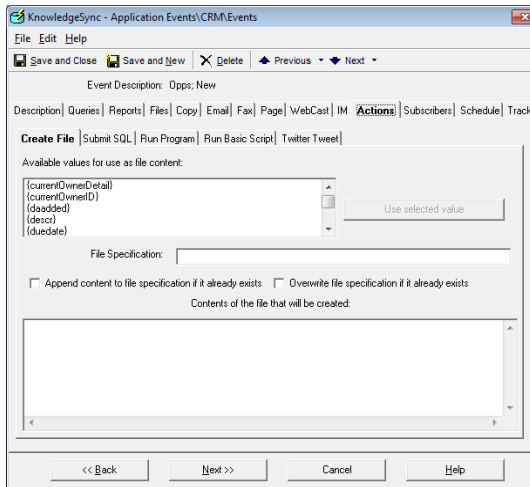 KnowledgeSync - Application Events\CRM\Events
File Edit Help
Save and Close Save and New Delete Previous Next
Event Description: Opps; New
Description Queries Reports Files Copy Email Fax Page WebCast IM Actions Subscribers Schedule Track
Create File Submit SQL Run Program Run Basic Script Twitter Tweet
Available values for use as file content:
{currentOwnerDetail}
{currentOwnerID}
{daadded}
{descr}
{duedate}
Use selected value
File Specification:
Append content to file specification if it already exists Overwrite file specification if it already exists
Contents of the file that will be created:
<< Back Next >> Cancel Help